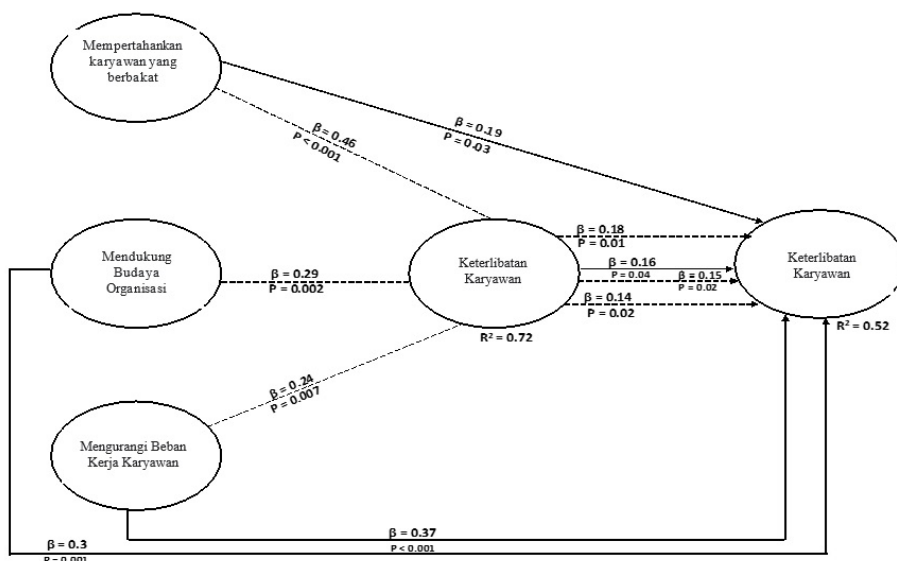 Mempertahankan
karyawan yang
berbakat
β = 0.19
P = 0.03
β = 0.46
P < 0.001
Mendukung
Budaya
Organisasi
β = 0.29
P = 0.002
Keterlibatan
Karyawan
R² = 0.72
β = 0.18
P = 0.01
β = 0.16
P = 0.04
β = 0.15
P = 0.02
β = 0.14
P = 0.02
Keterlibatan
Karyawan
R² = 0.52
β = 0.24
P = 0.007
Mengurangi Beban
Kerja Karyawan
β = 0.37
P < 0.001
β = 0.3
P = 0.001